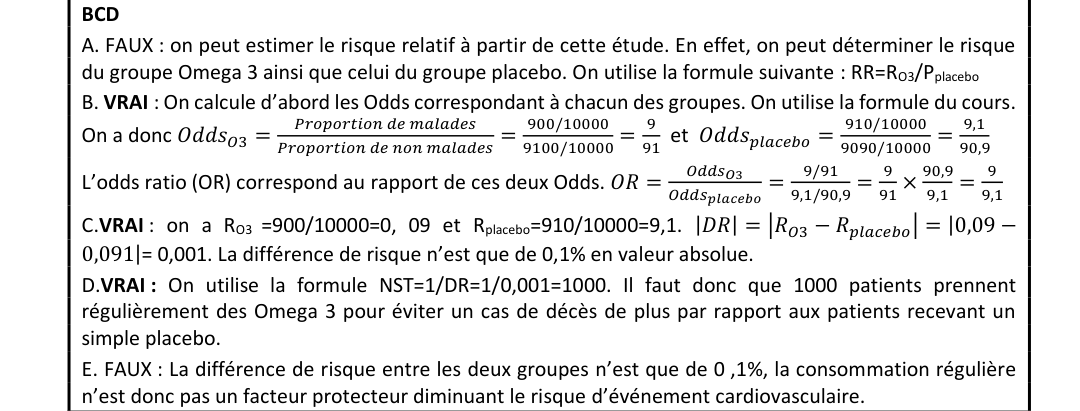 BCD
A. FAUX : on peut estimer le risque relatif à partir de cette étude. En effet, on peut déterminer le risque
du groupe Omega 3 ainsi que celui du groupe placebo. On utilise la formule suivante : RR=R_O3/P_placebo
B. VRAI : On calcule d'abord les Odds correspondant à chacun des groupes. On utilise la formule du cours.
On a donc Odds_O3 = (Proportion de malades)/(Proportion de non malades) = (900/10000)/(9100/10000) = 9/91 et Odds_placebo = (910/10000)/(9090/10000) = 9,1/90,9
L'odds ratio (OR) correspond au rapport de ces deux Odds. OR = Odds_O3/Odds_placebo = (9/91)/(9,1/90,9) = 9/91 × 90,9/9,1 = 9/9,1
C.VRAI : on a R_O3 =900/10000=0, 09 et R_placebo=910/10000=9,1. |DR| = |R_O3 − R_placebo| = |0,09 −
0,091|= 0,001. La différence de risque n'est que de 0,1% en valeur absolue.
D.VRAI : On utilise la formule NST=1/DR=1/0,001=1000. Il faut donc que 1000 patients prennent
régulièrement des Omega 3 pour éviter un cas de décès de plus par rapport aux patients recevant un
simple placebo.
E. FAUX : La différence de risque entre les deux groupes n'est que de 0 ,1%, la consommation régulière
n'est donc pas un facteur protecteur diminuant le risque d'événement cardiovasculaire.